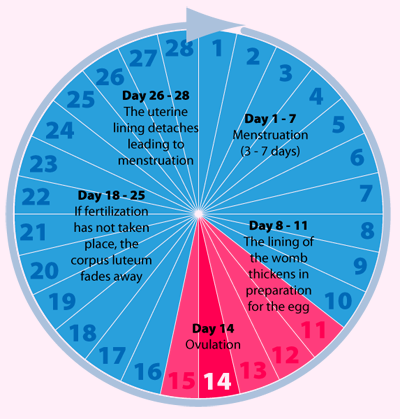 1
2
3
4
5
6
7
8
9
10
11
12
13
14
15
16
17
18
19
20
21
22
23
24
25
26
27
28
Day 1 - 7
Menstruation
(3 - 7 days)
Day 8 - 11
The lining of
the womb
thickens in
preparation
for the egg
Day 14
Ovulation
Day 18 - 25
If fertilization
has not taken
place, the
corpus luteum
fades away
Day 26 - 28
The uterine
lining detaches
leading to
menstruation